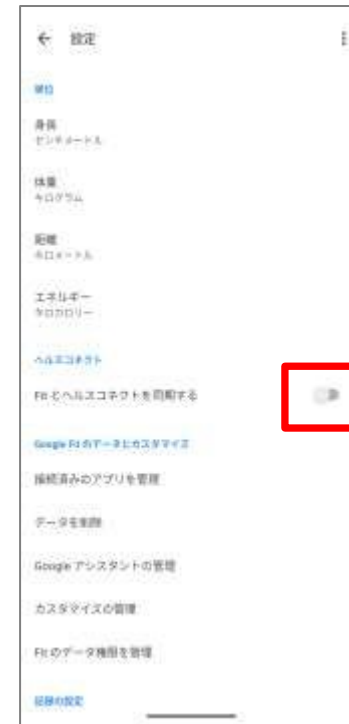 設定
単位
身長
センチメートル
体重
キログラム
距離
キロメートル
エネルギー
キロカロリー
ヘルスコネクト
Fit とヘルスコネクトを同期する
Google Fit のデータとカスタマイズ
接続済みのアプリを管理
データを削除
Google アシスタントの管理
カスタマイズの管理
Fit のデータ権限を管理
記録の設定